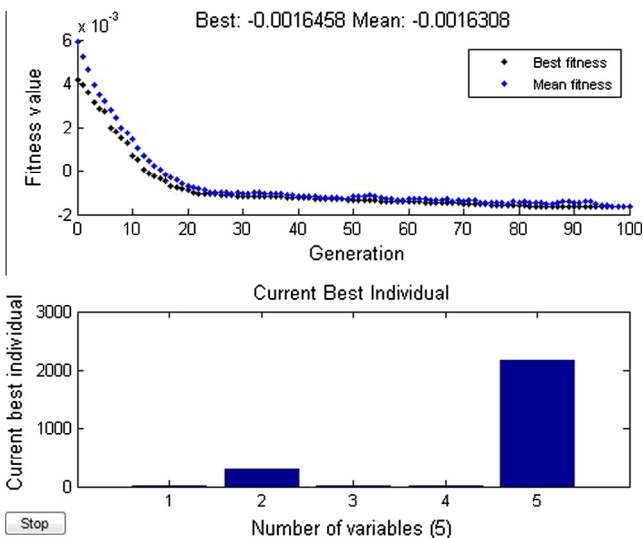 Best: -0.0016458 Mean: -0.0016308
x 10^-3
6
4
2
0
-2
Fitness value
Best fitness
Mean fitness
0 10 20 30 40 50 60 70 80 90 100
Generation
Current Best Individual
3000
2000
1000
0
Current best individual
1 2 3 4 5
Number of variables (5)
Stop